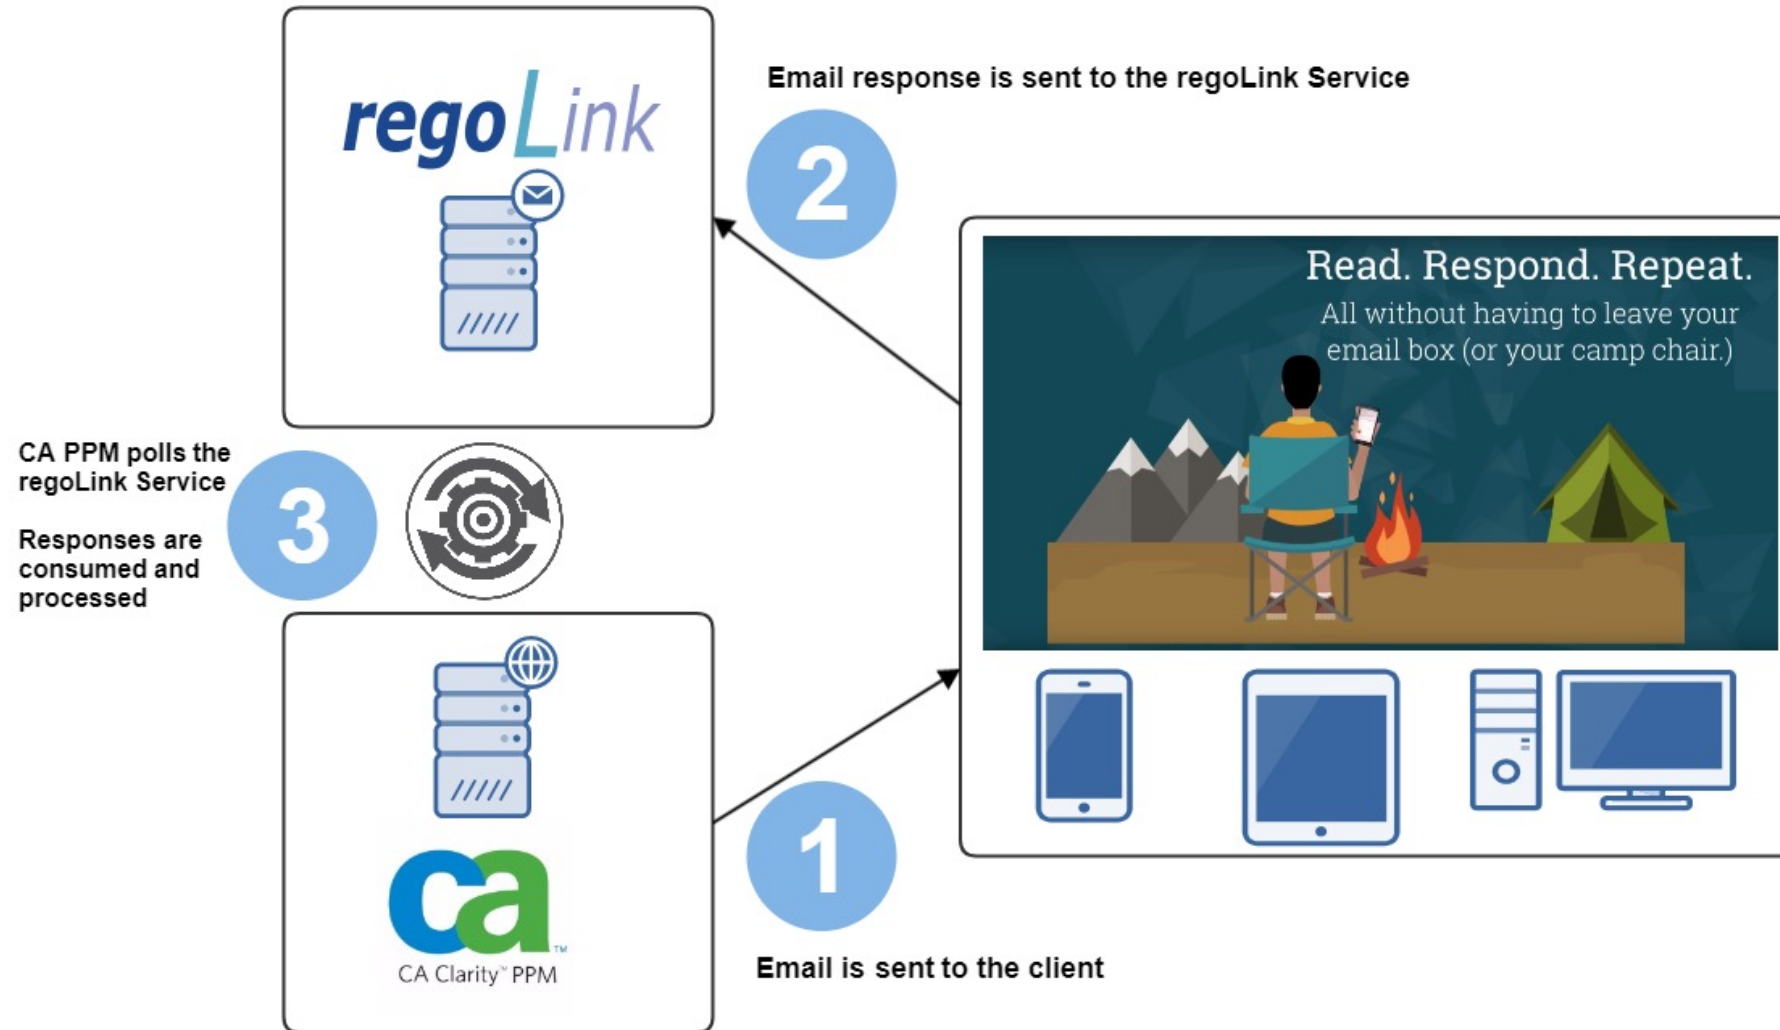 regoLink
Email response is sent to the regoLink Service
2
Read. Respond. Repeat.
All without having to leave your
email box (or your camp chair.)
CA PPM polls the
regoLink Service
Responses are
consumed and
processed
3
ca™
CA Clarity™ PPM
1
Email is sent to the client